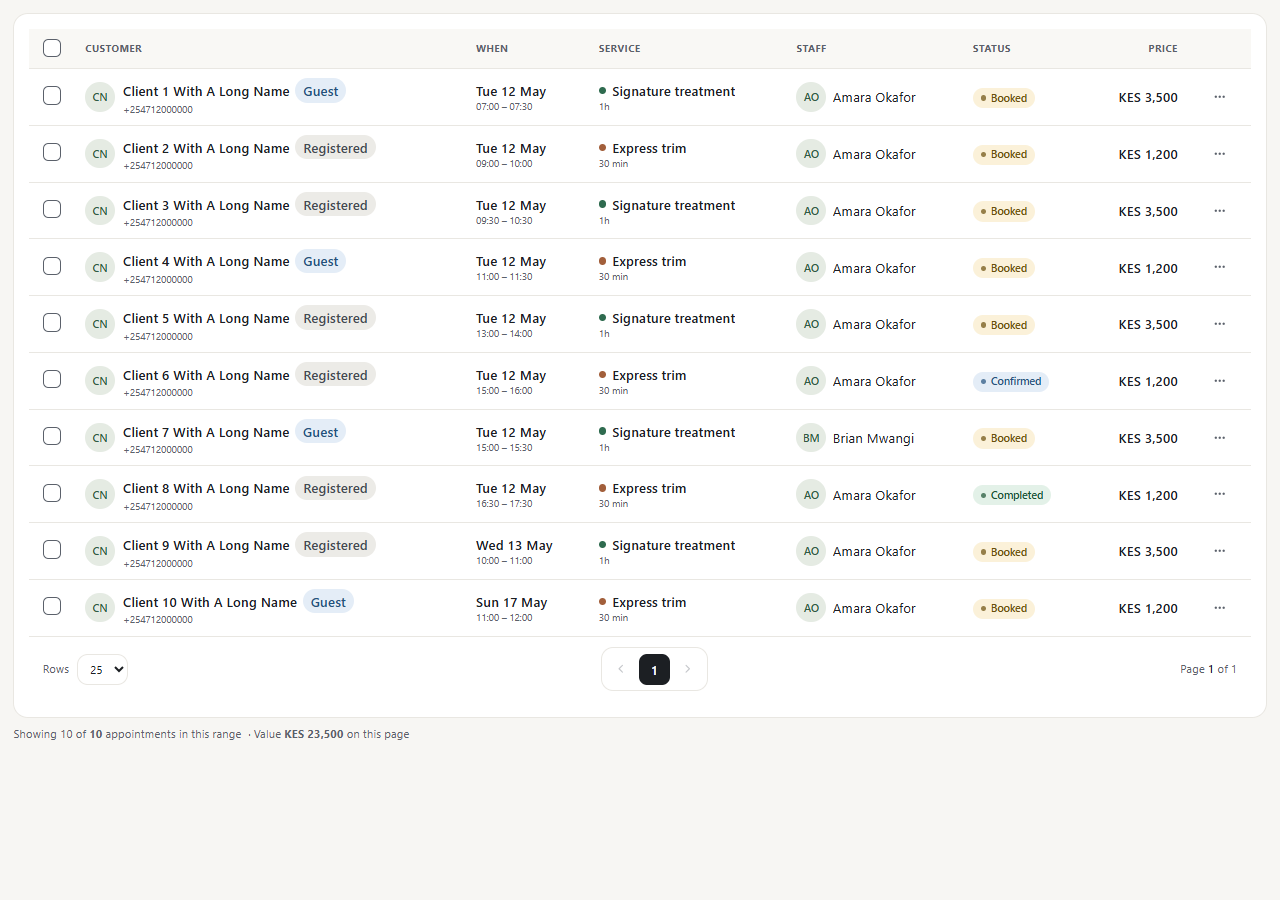 CUSTOMER WHEN SERVICE STAFF STATUS PRICE
CN Client 1 With A Long Name Guest Tue 12 May Signature treatment AO Amara Okafor Booked KES 3,500 ···
+254712000000 07:00 – 07:30 1h
CN Client 2 With A Long Name Registered Tue 12 May Express trim AO Amara Okafor Booked KES 1,200 ···
+254712000000 09:00 – 10:00 30 min
CN Client 3 With A Long Name Registered Tue 12 May Signature treatment AO Amara Okafor Booked KES 3,500 ···
+254712000000 09:30 – 10:30 1h
CN Client 4 With A Long Name Guest Tue 12 May Express trim AO Amara Okafor Booked KES 1,200 ···
+254712000000 11:00 – 11:30 30 min
CN Client 5 With A Long Name Registered Tue 12 May Signature treatment AO Amara Okafor Booked KES 3,500 ···
+254712000000 13:00 – 14:00 1h
CN Client 6 With A Long Name Registered Tue 12 May Express trim AO Amara Okafor Confirmed KES 1,200 ···
+254712000000 15:00 – 16:00 30 min
CN Client 7 With A Long Name Guest Tue 12 May Signature treatment BM Brian Mwangi Booked KES 3,500 ···
+254712000000 15:00 – 15:30 1h
CN Client 8 With A Long Name Registered Tue 12 May Express trim AO Amara Okafor Completed KES 1,200 ···
+254712000000 16:30 – 17:30 30 min
CN Client 9 With A Long Name Registered Wed 13 May Signature treatment AO Amara Okafor Booked KES 3,500 ···
+254712000000 10:00 – 11:00 1h
CN Client 10 With A Long Name Guest Sun 17 May Express trim AO Amara Okafor Booked KES 1,200 ···
+254712000000 11:00 – 12:00 30 min
Rows 25 1 Page 1 of 1
Showing 10 of 10 appointments in this range · Value KES 23,500 on this page